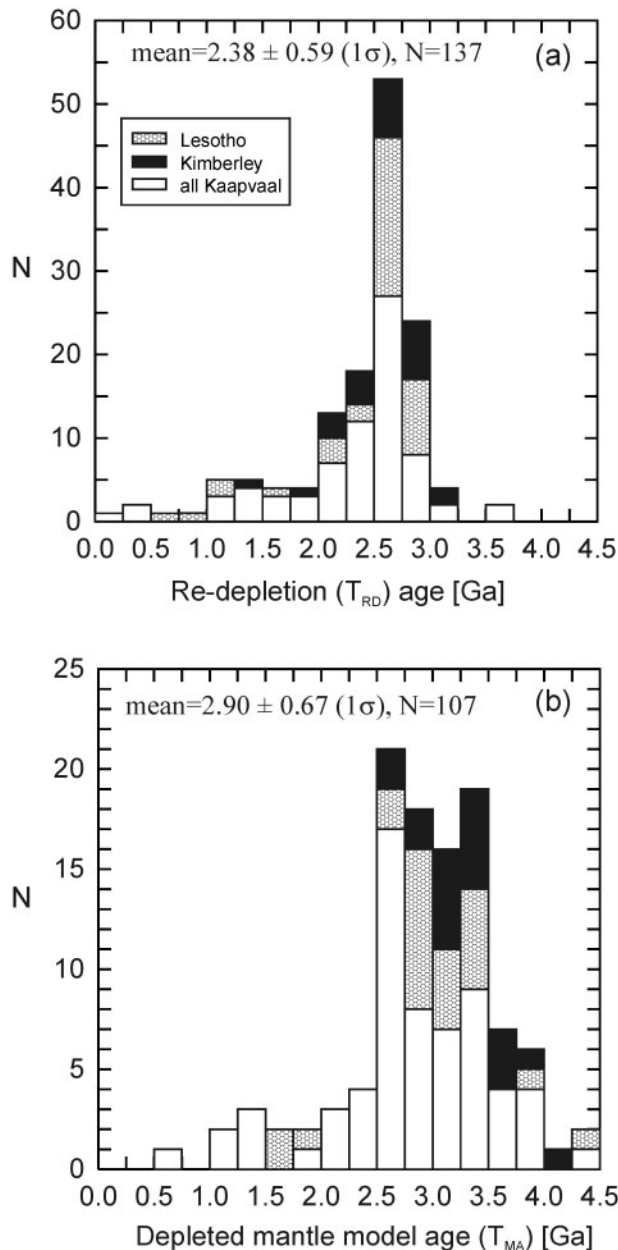 60
mean=2.38 ± 0.59 (1σ), N=137
(a)
50
Lesotho
Kimberley
all Kaapvaal
40
30
N
20
10
0
0.0 0.5 1.0 1.5 2.0 2.5 3.0 3.5 4.0 4.5
Re-depletion (TRD) age [Ga]
25
mean=2.90 ± 0.67 (1σ), N=107
(b)
20
15
N
10
5
0
0.0 0.5 1.0 1.5 2.0 2.5 3.0 3.5 4.0 4.5
Depleted mantle model age (TMA) [Ga]